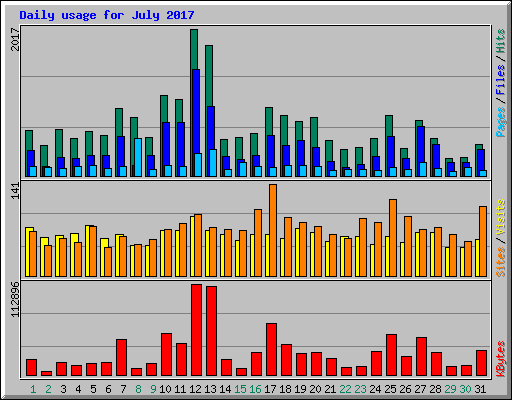 Daily usage for July 2017
2017
Pages / Files / Hits
141
Sites / Visits
112896
KBytes
1 2 3 4 5 6 7 8 9 10 11 12 13 14 15 16 17 18 19 20 21 22 23 24 25 26 27 28 29 30 31